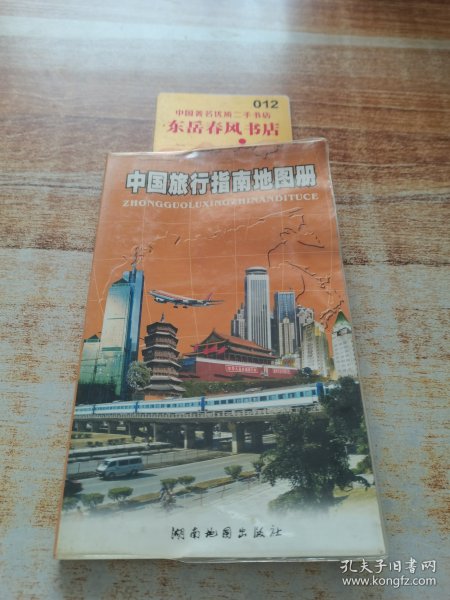 012
中国著名优质二手书店
东岳春风书店
中国旅行指南地图册
ZHONGGUOLUXINGZHINANDITUCE
湖南地图出版社
孔夫子旧书网
www.kongfz.com